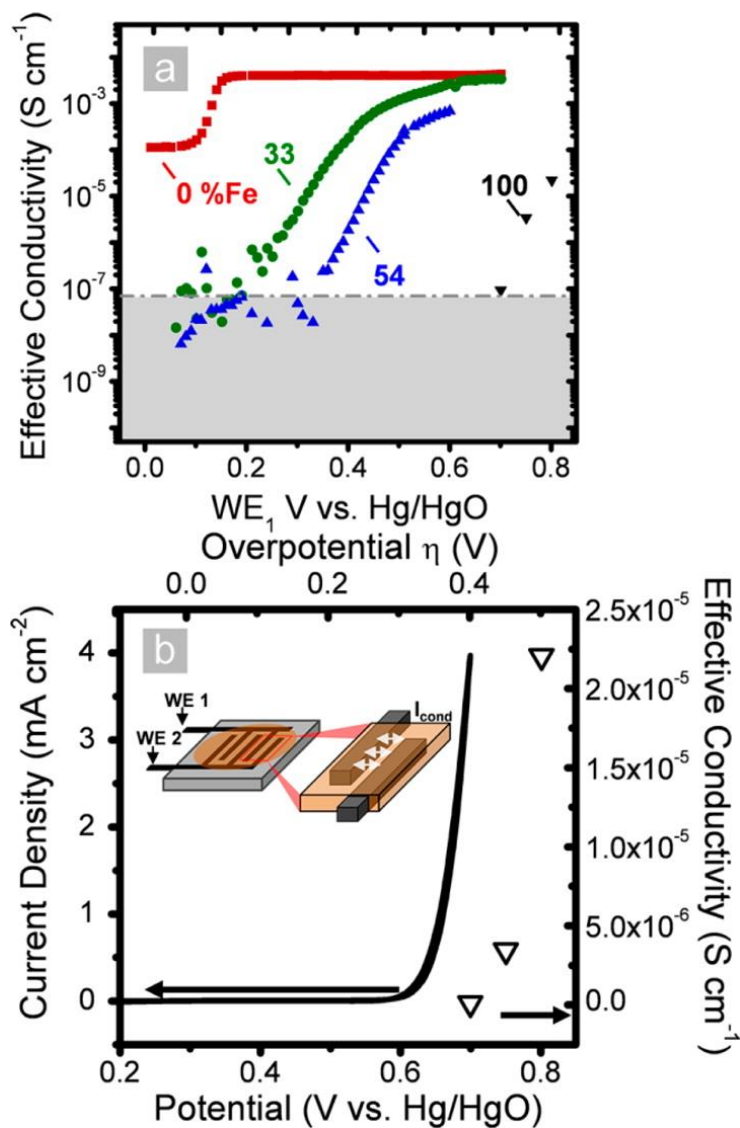 a
Effective Conductivity (S cm⁻¹)
10⁻³
10⁻⁵
10⁻⁷
10⁻⁹
0 %Fe
33
54
100
0.0 0.2 0.4 0.6 0.8
WE₁ V vs. Hg/HgO
Overpotential η (V)
0.0 0.2 0.4
b
Current Density (mA cm⁻²)
4
3
2
1
0
WE 1
WE 2
I_cond
2.5x10⁻⁵
2.0x10⁻⁵
1.5x10⁻⁵
1.0x10⁻⁵
5.0x10⁻⁶
0.0
Effective Conductivity (S cm⁻¹)
0.2 0.4 0.6 0.8
Potential (V vs. Hg/HgO)